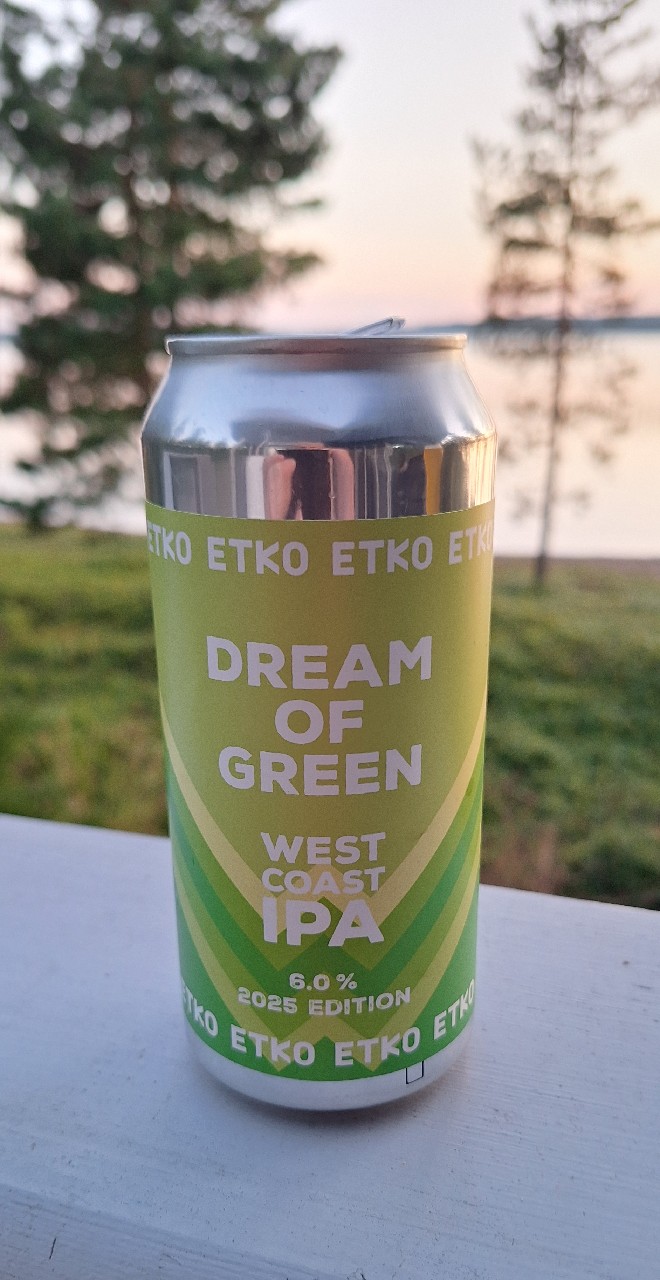 ETKO ETKO ETKO ETKO
DREAM
OF
GREEN
WEST
COAST
IPA
6.0 %
2025 EDITION
ETKO ETKO ETKO ETKO